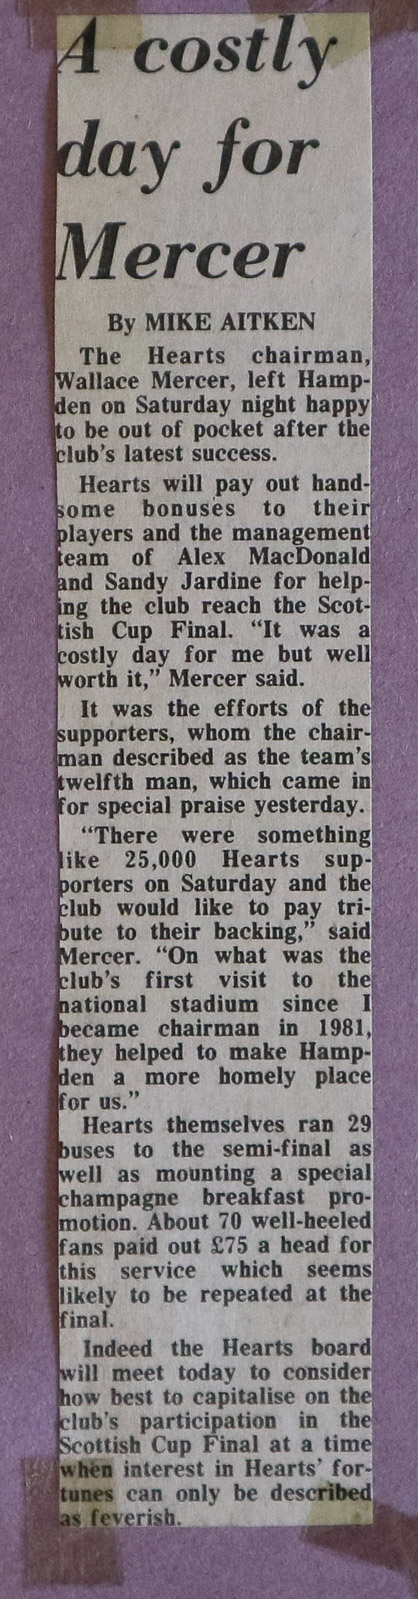 A costly
day for
Mercer
By MIKE AITKEN
The Hearts chairman,
Wallace Mercer, left Hamp-
den on Saturday night happy
to be out of pocket after the
club's latest success.
Hearts will pay out hand-
some bonuses to their
players and the management
team of Alex MacDonald
and Sandy Jardine for help-
ing the club reach the Scot-
tish Cup Final. “It was a
costly day for me but well
worth it,” Mercer said.
It was the efforts of the
supporters, whom the chair-
man described as the team's
twelfth man, which came in
for special praise yesterday.
“There were something
like 25,000 Hearts sup-
porters on Saturday and the
club would like to pay tri-
bute to their backing,” said
Mercer. “On what was the
club's first visit to the
national stadium since I
became chairman in 1981,
they helped to make Hamp-
den a more homely place
for us.”
Hearts themselves ran 29
buses to the semi-final as
well as mounting a special
champagne breakfast pro-
motion. About 70 well-heeled
fans paid out £75 a head for
this service which seems
likely to be repeated at the
final.
Indeed the Hearts board
will meet today to consider
how best to capitalise on the
club's participation in the
Scottish Cup Final at a time
when interest in Hearts' for-
tunes can only be described
as feverish.